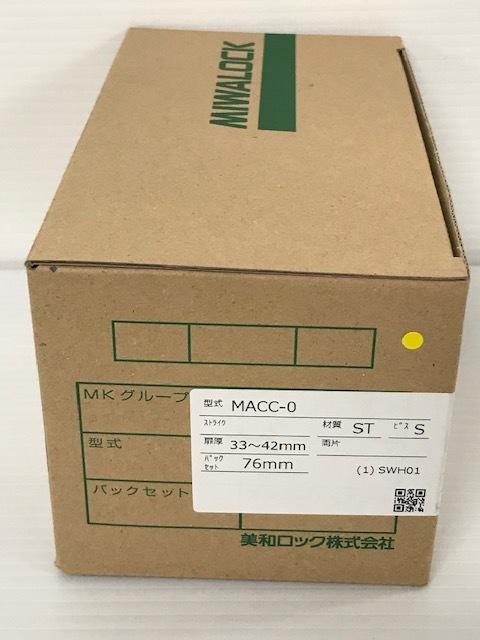 MIWALOCK
MKグループ
型式
バックセット
型式 MACC-0
ストライク 材質 ST ビス S
扉厚 33～42mm 両片
バックセット 76mm
(1) SWH01
美和ロック株式会社